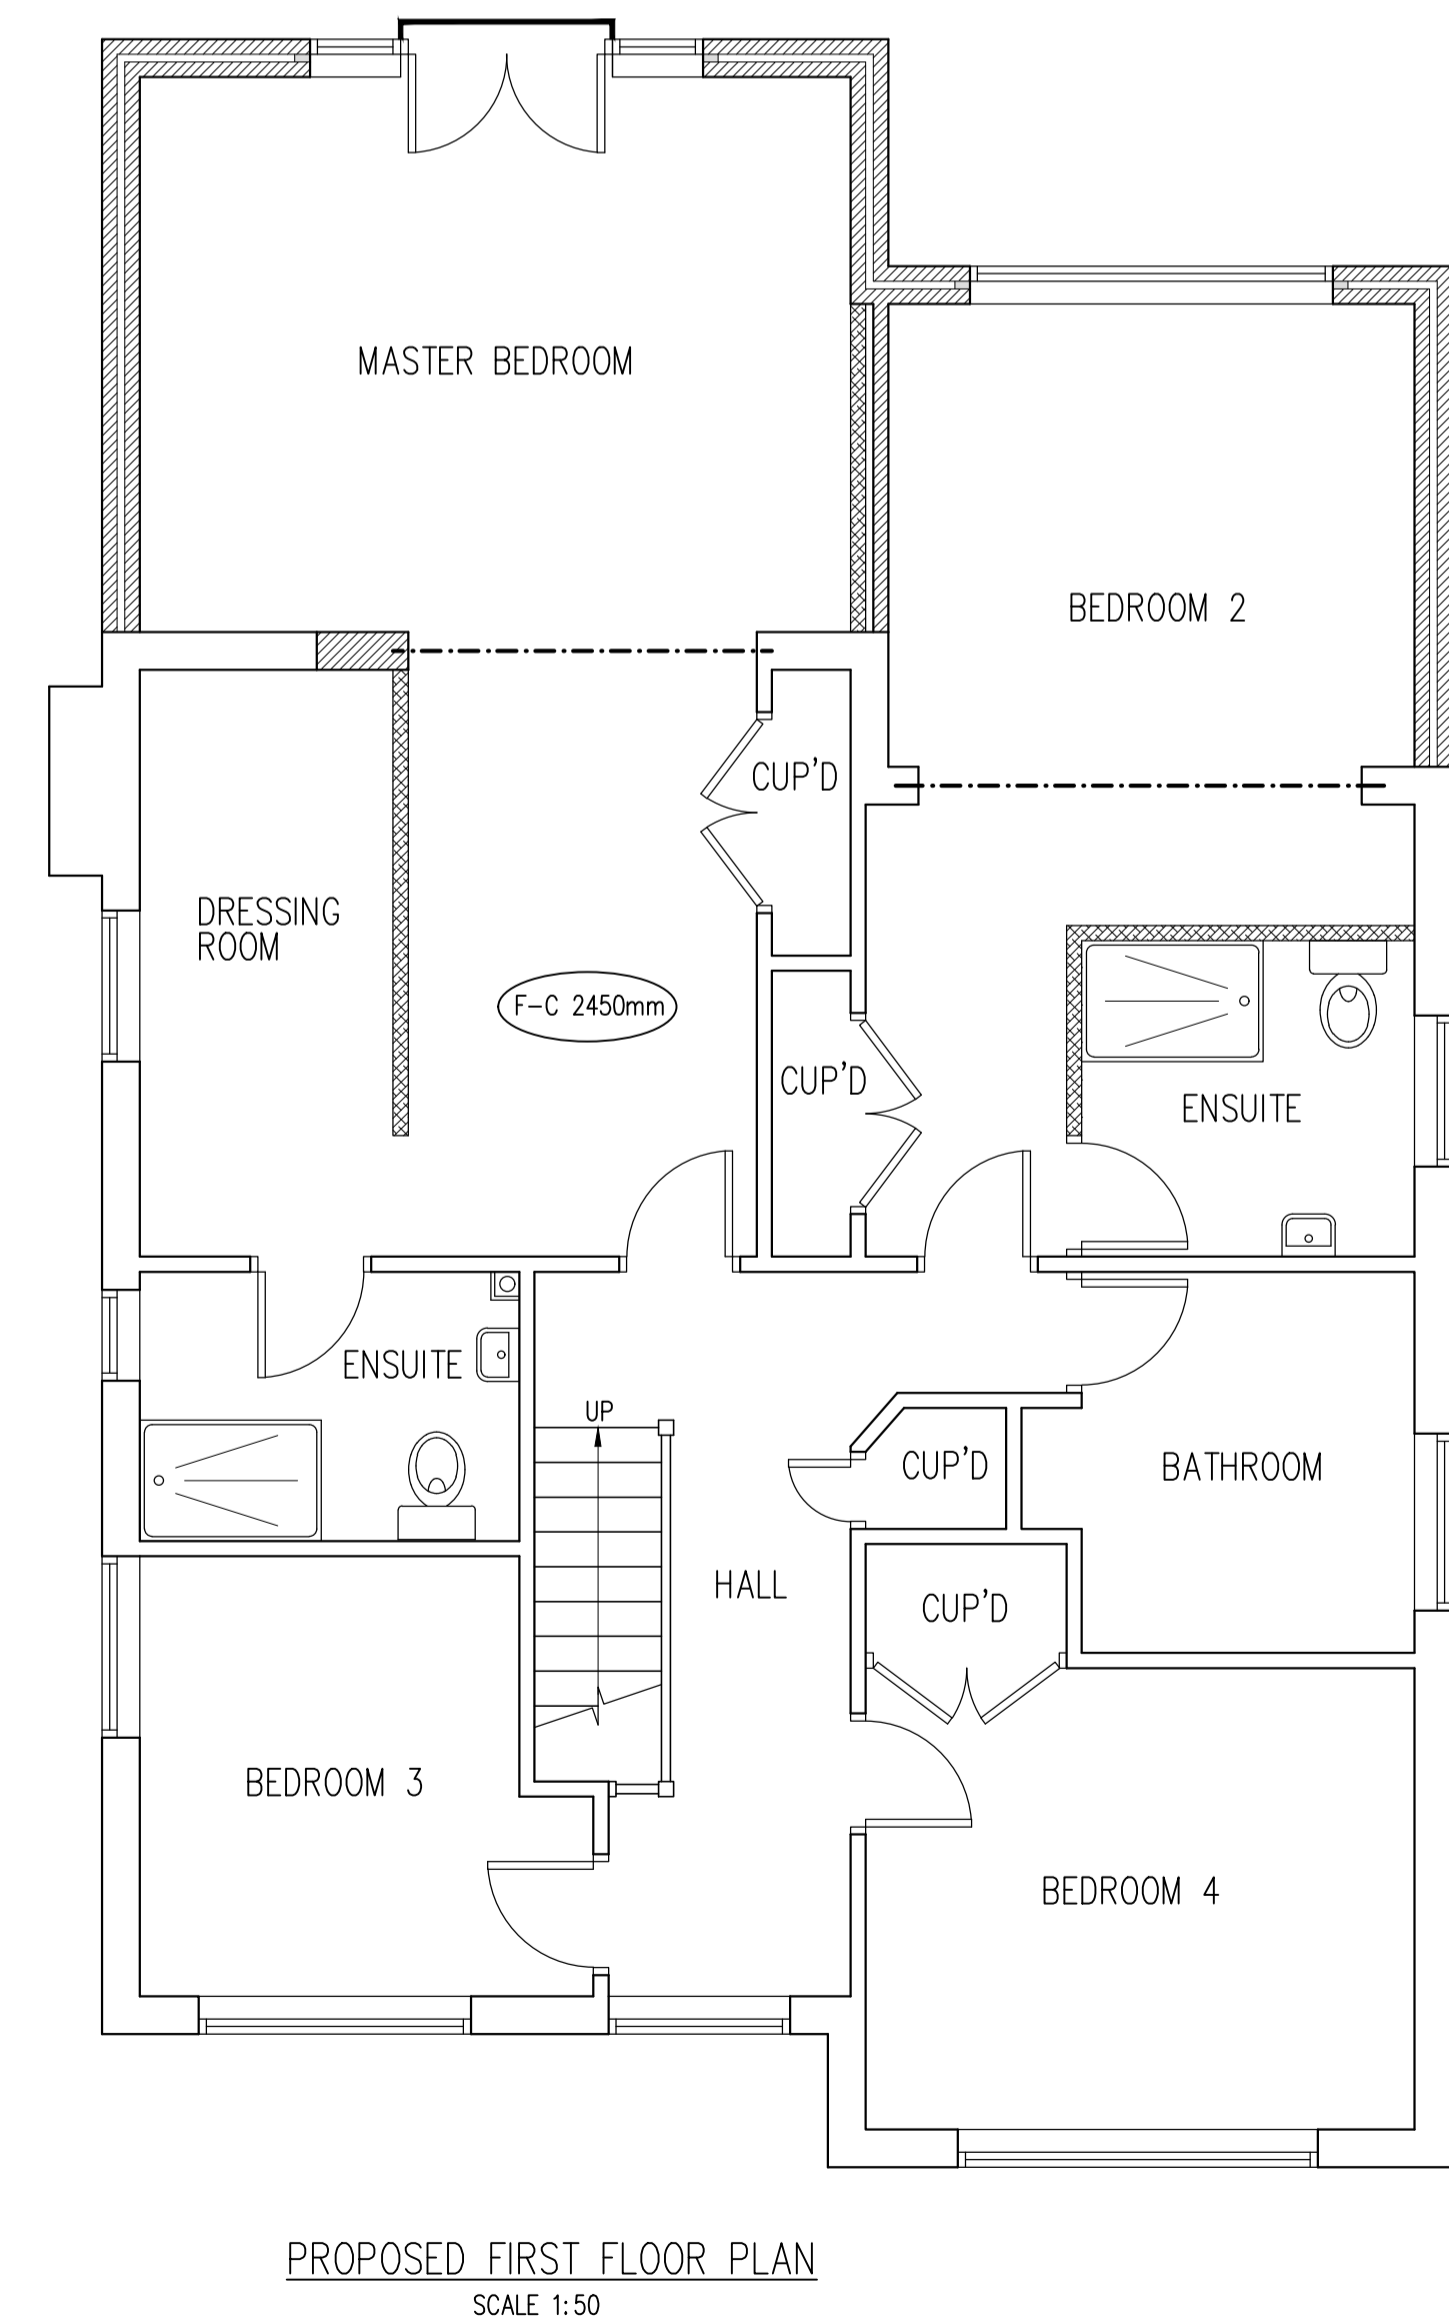 MASTER BEDROOM
BEDROOM 2
CUP'D
DRESSING
ROOM
F-C 2450mm
CUP'D
ENSUITE
ENSUITE
UP
CUP'D
BATHROOM
HALL
CUP'D
BEDROOM 3
BEDROOM 4
PROPOSED FIRST FLOOR PLAN
SCALE 1:50